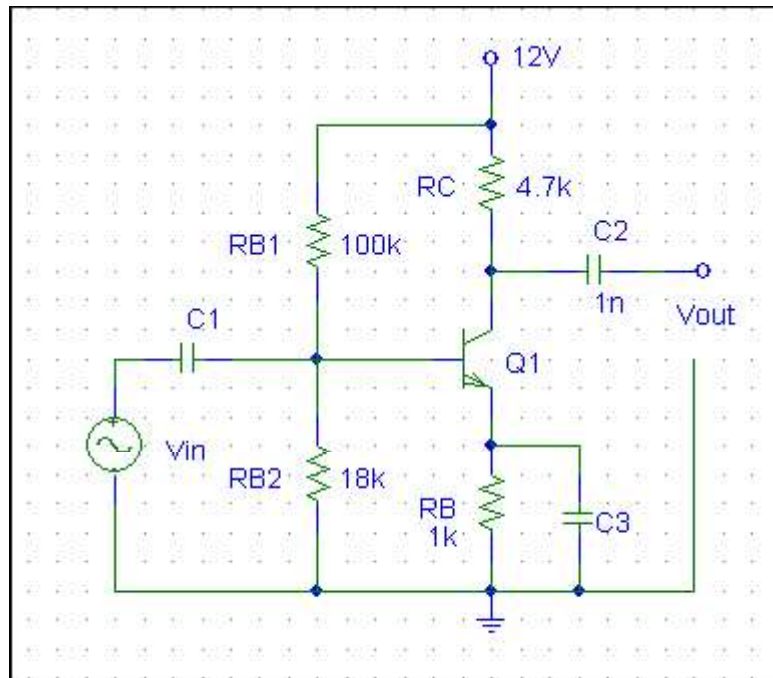 12V
RC 4.7k
C2
RB1 100k
1n
Vout
C1
Q1
Vin
RB2 18k
RB
1k
C3